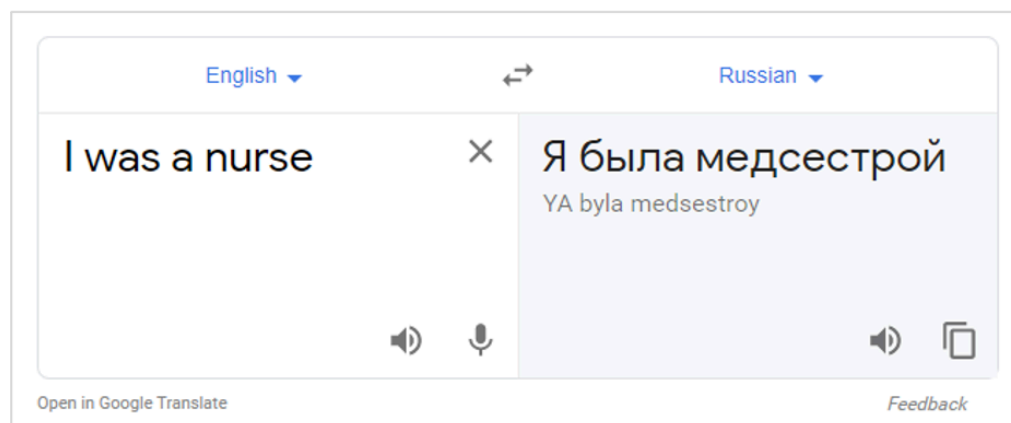 English Russian
I was a nurse
Я была медсестрой
YA byla medsestroy
Open in Google Translate Feedback